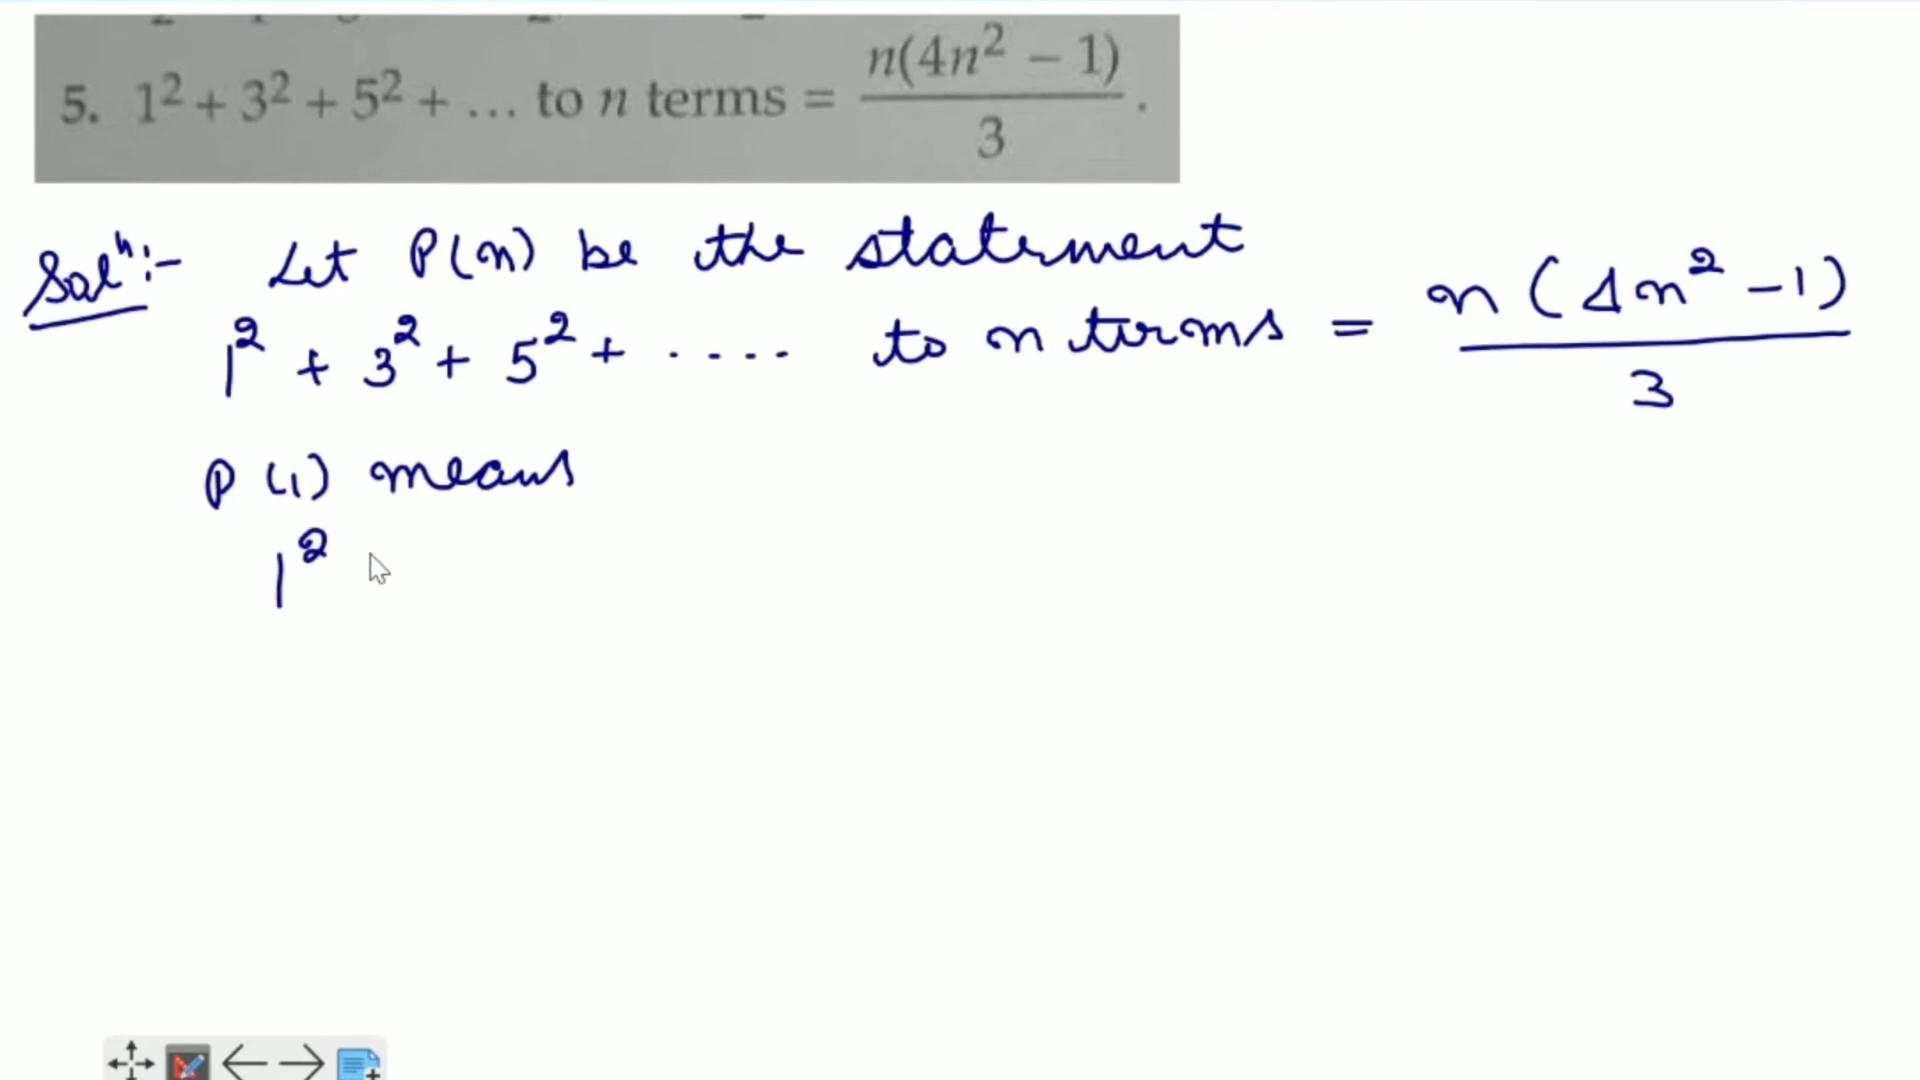 5. 1² + 3² + 5² + ... to n terms = n(4n² − 1)/3.
Solⁿ:- Let P(n) be the statement
1² + 3² + 5² + .... to n terms = n(4n² − 1)/3
P(1) means
1²